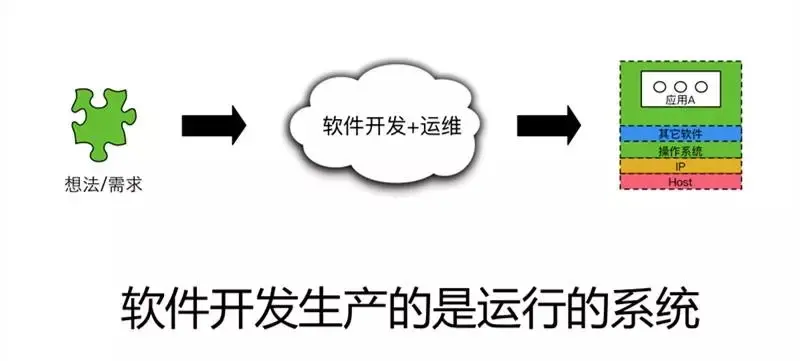 想法/需求
软件开发+运维
应用A
其它软件
操作系统
IP
Host
软件开发生产的是运行的系统